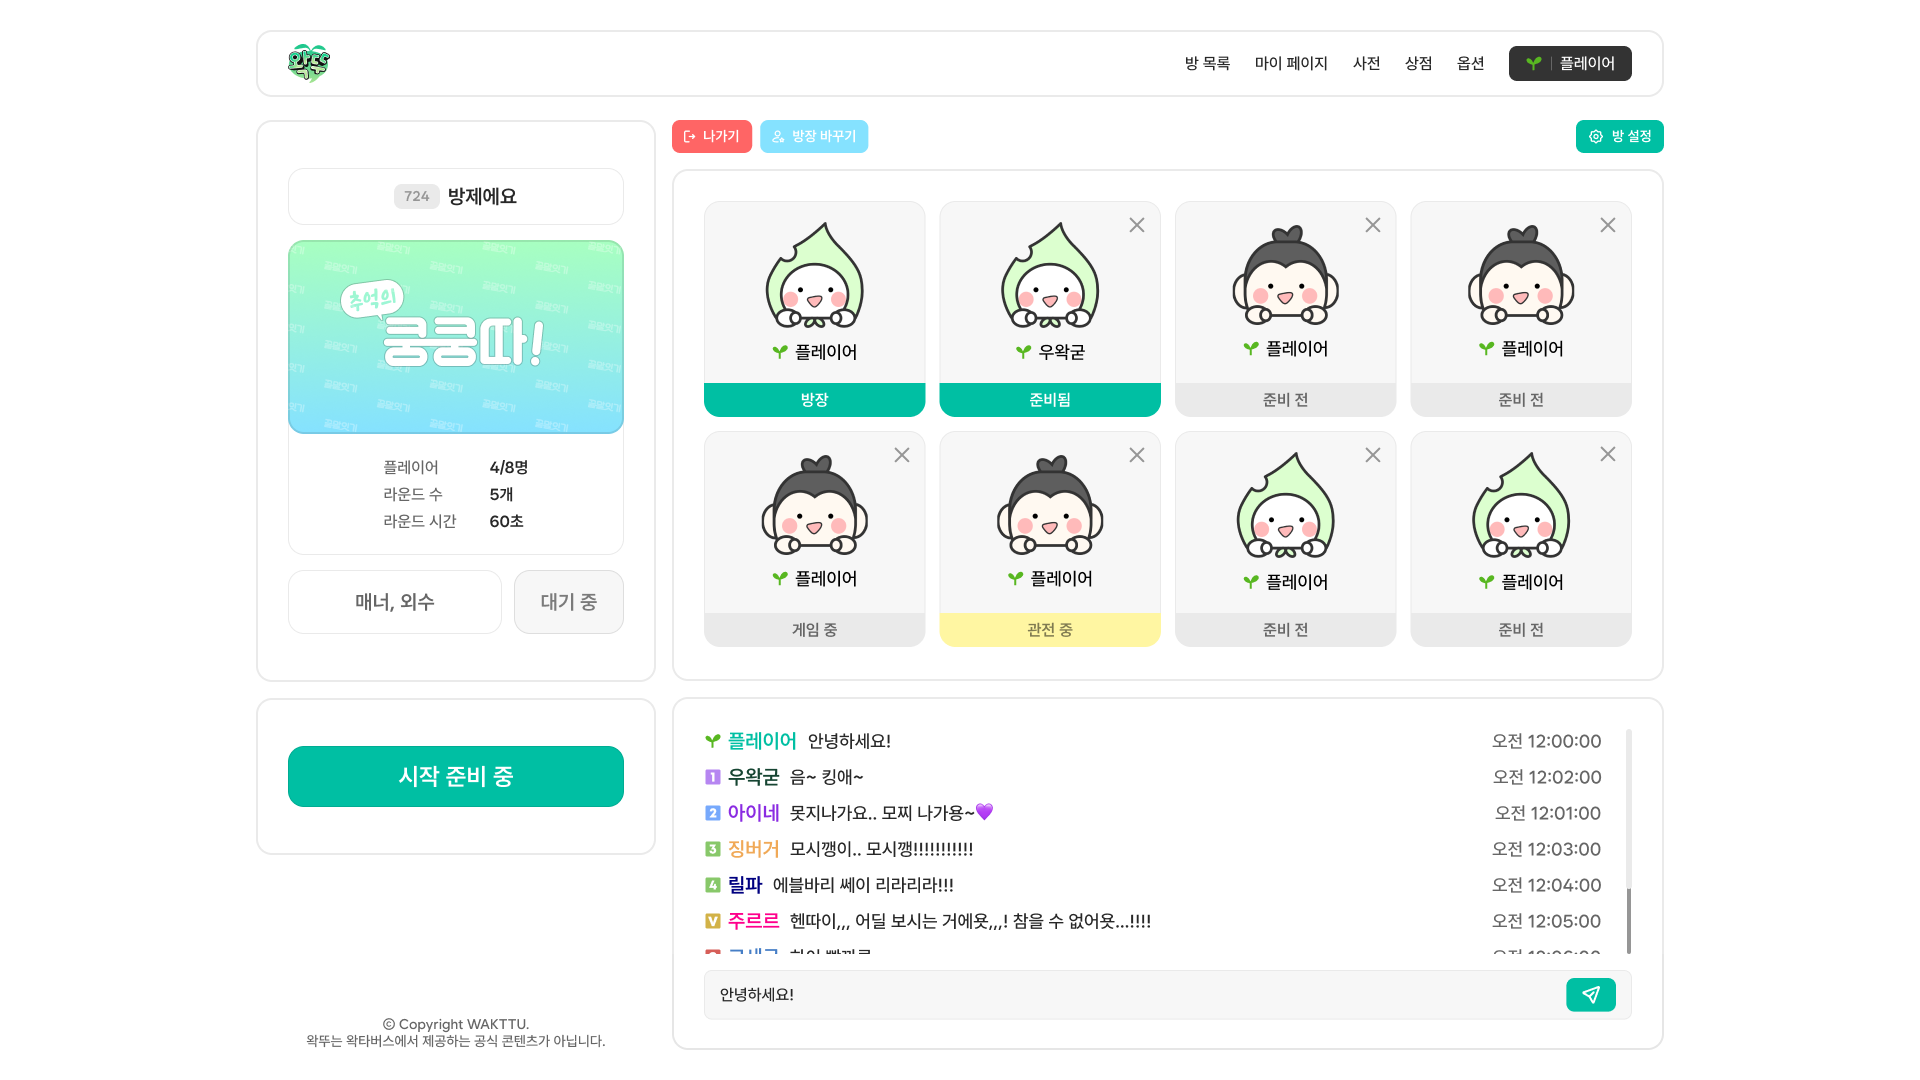 왁뚜
방 목록 마이 페이지 사전 상점 옵션 플레이어
나가기 방장 바꾸기 방 설정
724 방제에요
추억의
쿵쿵따!
플레이어 4/8명
라운드 수 5개
라운드 시간 60초
매너, 외수 대기 중
시작 준비 중
플레이어 우왁굳 플레이어 플레이어
방장 준비됨 준비 전 준비 전
플레이어 플레이어 플레이어 플레이어
게임 중 관전 중 준비 전 준비 전
플레이어 안녕하세요! 오전 12:00:00
1 우왁굳 음~ 킹애~ 오전 12:02:00
2 아이네 못지나가요.. 모찌 나가용~💜 오전 12:01:00
3 징버거 모시깽이.. 모시깽!!!!!!!!!!! 오전 12:03:00
4 릴파 에블바리 쎄이 리라리라!!! 오전 12:04:00
V 주르르 헨따이,,, 어딜 보시는 거에욧,,,! 참을 수 없어욧...!!!! 오전 12:05:00
안녕하세요!
© Copyright WAKTTU.
왁뚜는 왁타버스에서 제공하는 공식 콘텐츠가 아닙니다.